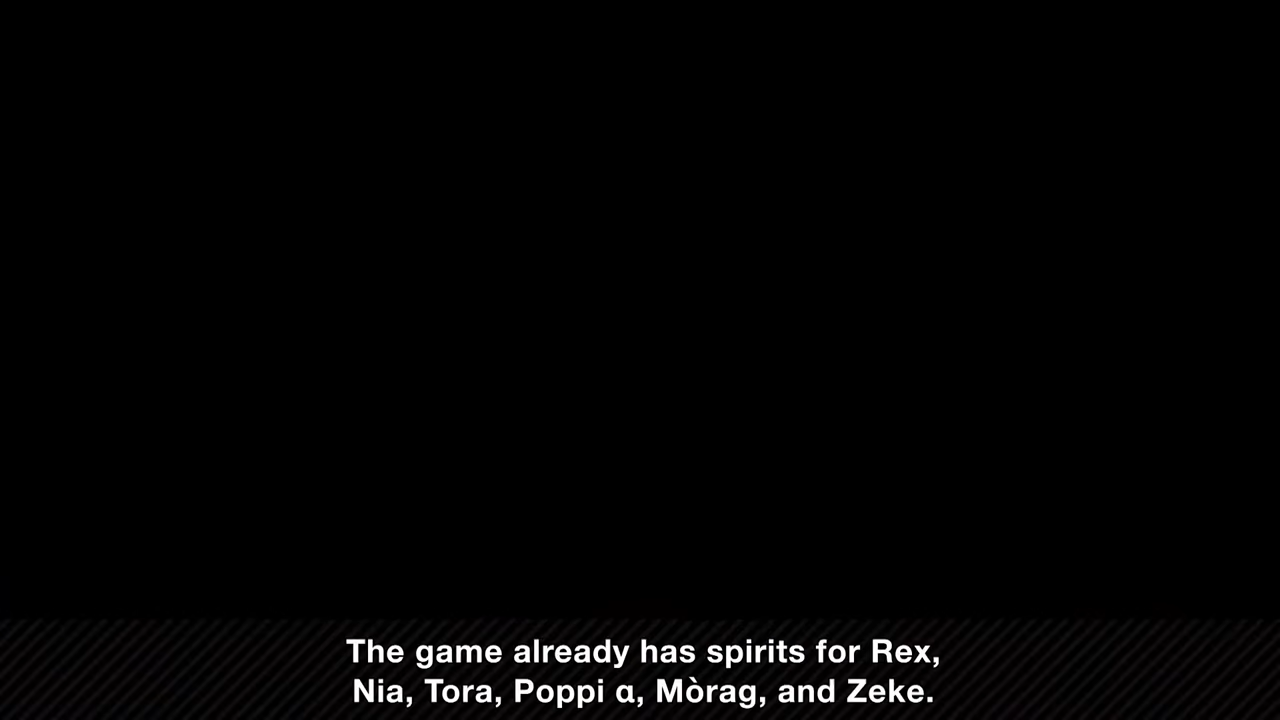 The game already has spirits for Rex,
Nia, Tora, Poppi α, Mòrag, and Zeke.